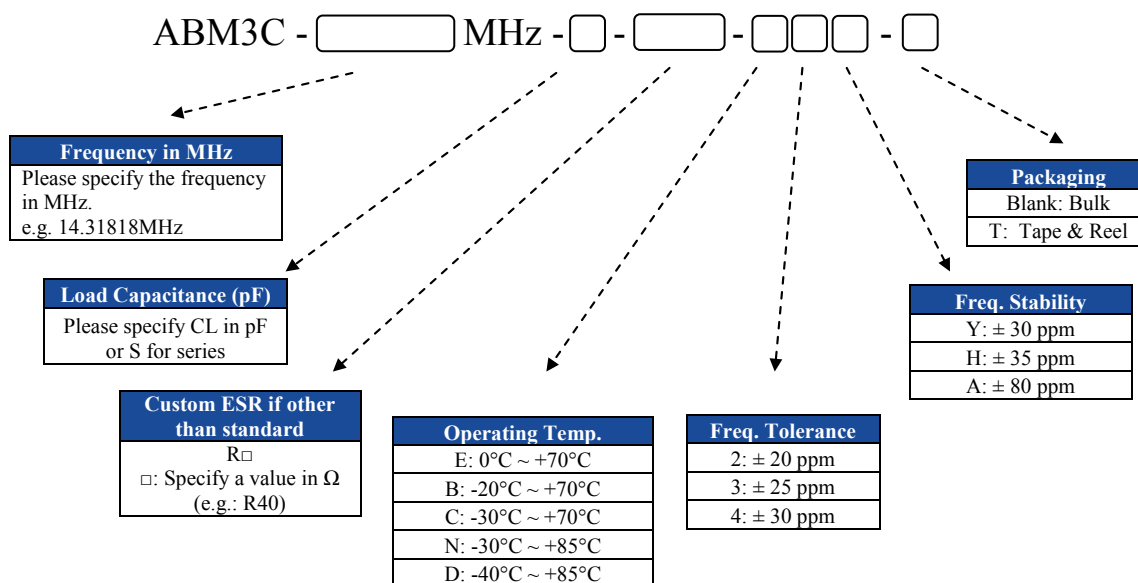 ABM3C - MHz - - - -
Frequency in MHz
Please specify the frequency
in MHz.
e.g. 14.31818MHz
Load Capacitance (pF)
Please specify CL in pF
or S for series
Custom ESR if other
than standard
R□
□: Specify a value in Ω
(e.g.: R40)
Operating Temp.
E: 0°C ~ +70°C
B: -20°C ~ +70°C
C: -30°C ~ +70°C
N: -30°C ~ +85°C
D: -40°C ~ +85°C
Freq. Tolerance
2: ± 20 ppm
3: ± 25 ppm
4: ± 30 ppm
Freq. Stability
Y: ± 30 ppm
H: ± 35 ppm
A: ± 80 ppm
Packaging
Blank: Bulk
T: Tape & Reel